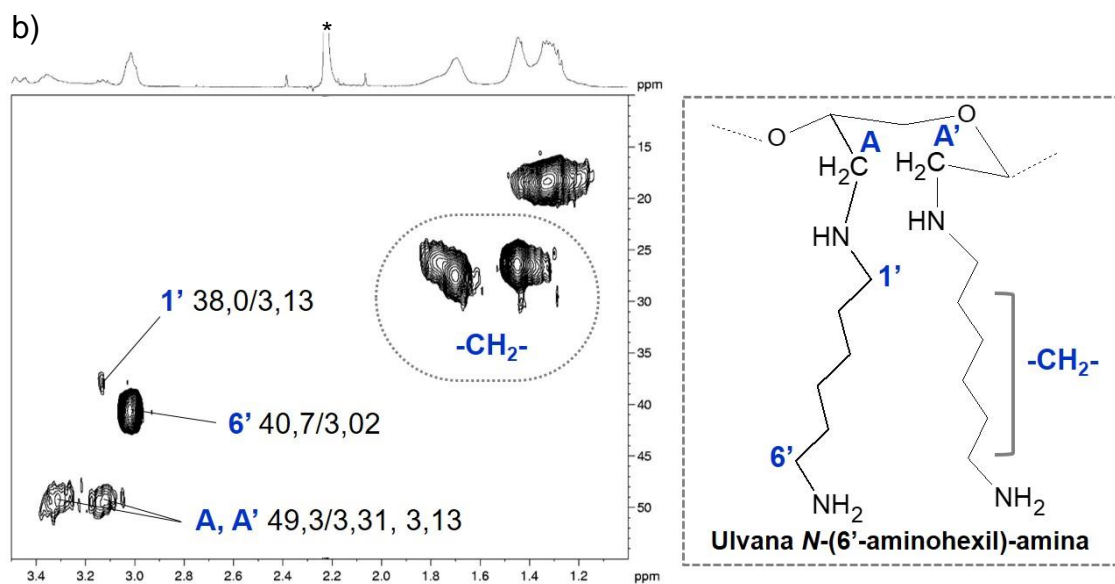 b)
*
ppm
ppm
15
20
25
30
35
40
45
50
3.4 3.2 3.0 2.8 2.6 2.4 2.2 2.0 1.8 1.6 1.4 1.2
-CH2-
1' 38,0/3,13
6' 40,7/3,02
A, A' 49,3/3,31, 3,13
O
O
A
A'
H2C
H2C
HN
HN
1'
-CH2-
6'
NH2
NH2
Ulvana N-(6'-aminohexil)-amina